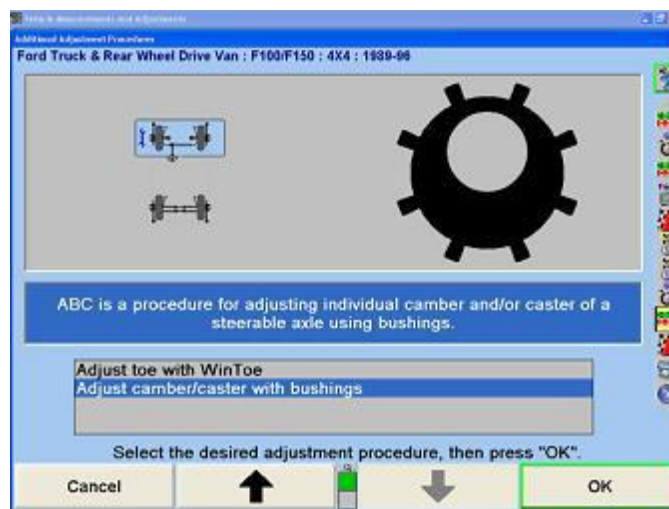 Additional Adjustment Procedures
Ford Truck & Rear Wheel Drive Van : F100/F150 : 4X4 : 1989-96
ABC is a procedure for adjusting individual camber and/or caster of a
steerable axle using bushings.
Adjust toe with WinToe
Adjust camber/caster with bushings
Select the desired adjustment procedure, then press "OK".
Cancel
OK